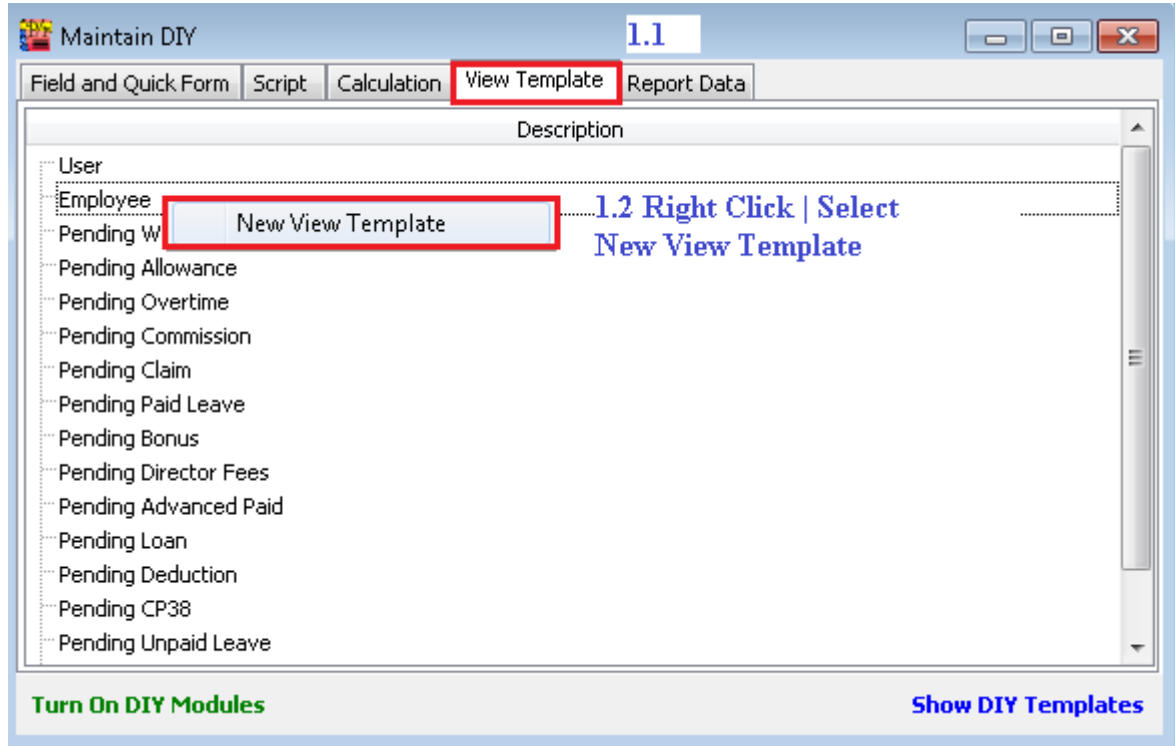 Maintain DIY
1.1
Field and Quick Form Script Calculation View Template Report Data
Description
User
Employee
New View Template
1.2 Right Click | Select
New View Template
Pending W
Pending Allowance
Pending Overtime
Pending Commission
Pending Claim
Pending Paid Leave
Pending Bonus
Pending Director Fees
Pending Advanced Paid
Pending Loan
Pending Deduction
Pending CP38
Pending Unpaid Leave
Turn On DIY Modules
Show DIY Templates